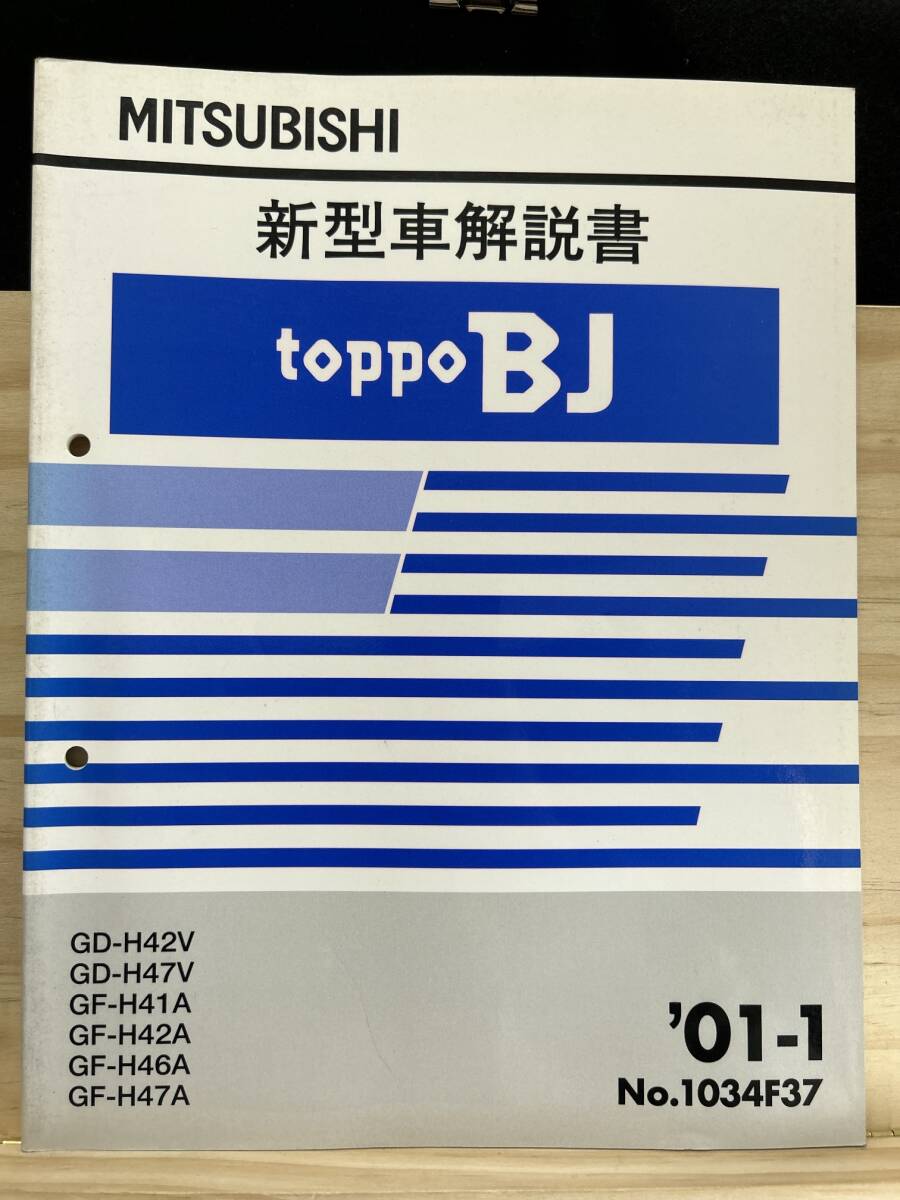 MITSUBISHI
新型車解説書
toppo BJ
GD-H42V
GD-H47V
GF-H41A
GF-H42A
GF-H46A
GF-H47A
'01-1
No.1034F37